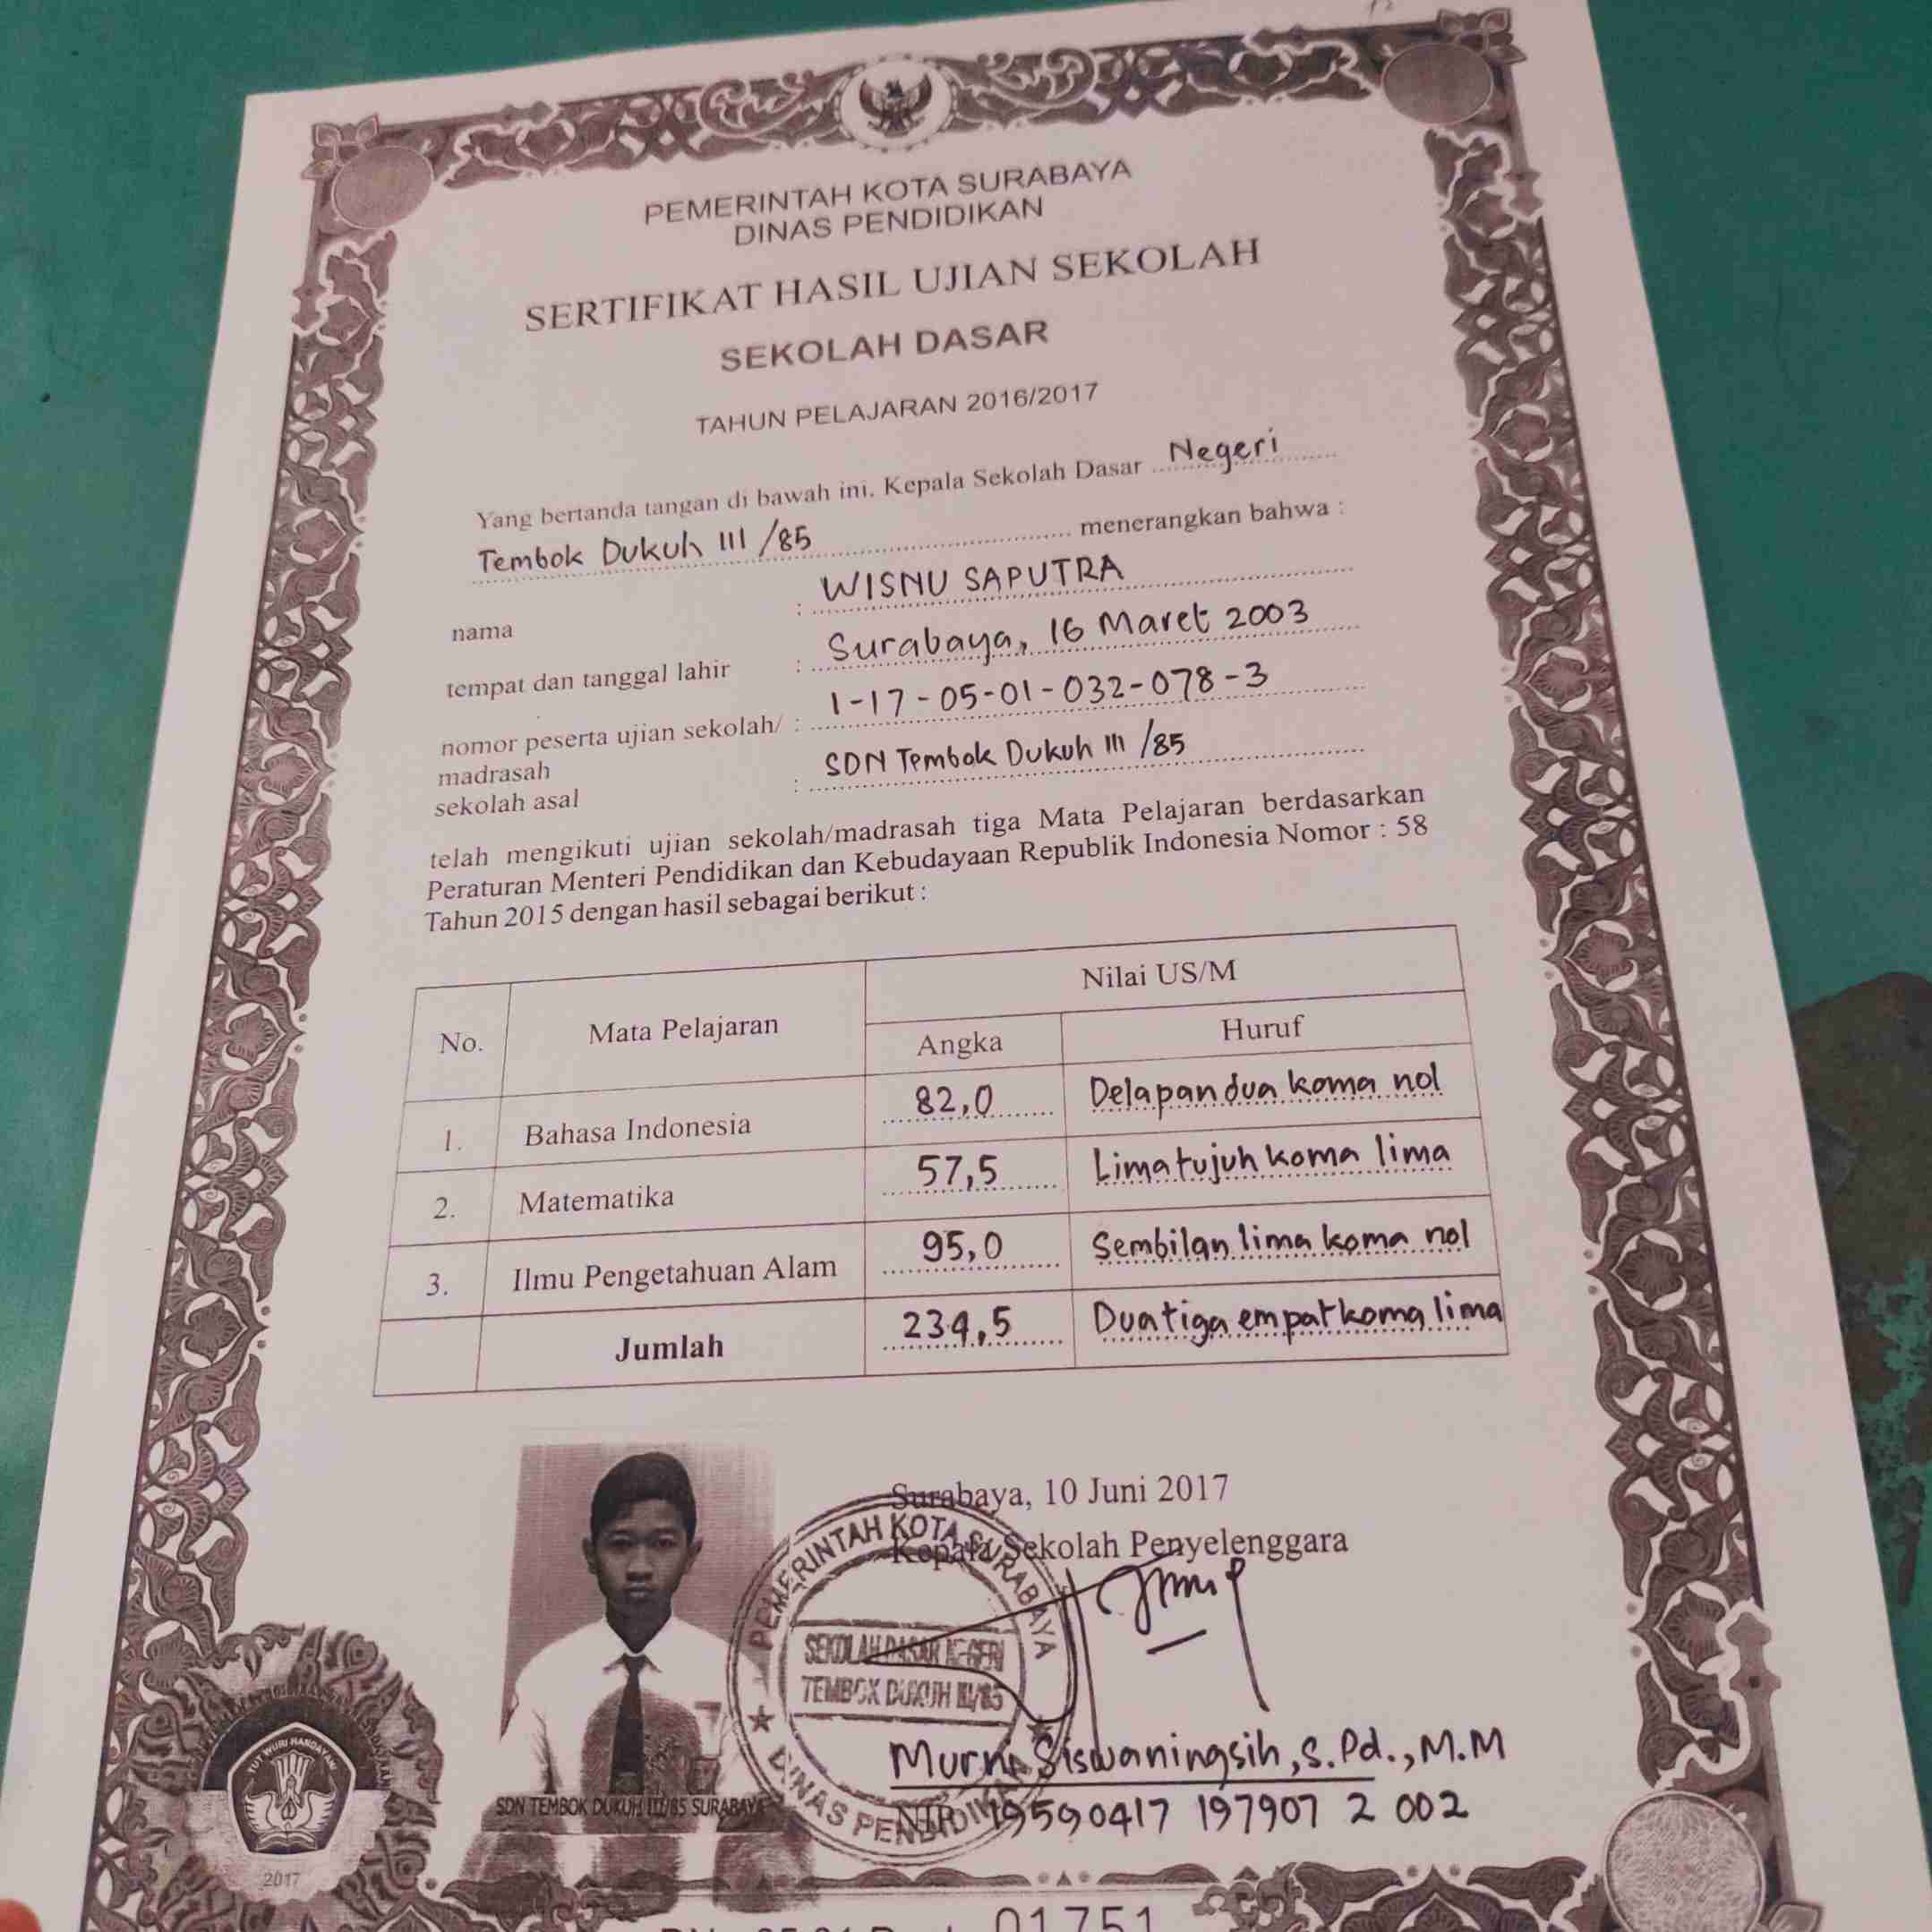 PEMERINTAH KOTA SURABAYA
DINAS PENDIDIKAN
SERTIFIKAT HASIL UJIAN SEKOLAH
SEKOLAH DASAR
TAHUN PELAJARAN 2016/2017
Yang bertanda tangan di bawah ini, Kepala Sekolah Dasar Negeri
Tembok Dukuh III /85 menerangkan bahwa :
nama : WISNU SAPUTRA
tempat dan tanggal lahir : Surabaya, 16 Maret 2003
nomor peserta ujian sekolah/ : 1-17-05-01-032-078-3
madrasah
sekolah asal : SDN Tembok Dukuh III /85
telah mengikuti ujian sekolah/madrasah tiga Mata Pelajaran berdasarkan
Peraturan Menteri Pendidikan dan Kebudayaan Republik Indonesia Nomor : 58
Tahun 2015 dengan hasil sebagai berikut :
No. Mata Pelajaran Nilai US/M
Angka Huruf
1. Bahasa Indonesia 82,0 Delapan dua koma nol
2. Matematika 57,5 Lima tujuh koma lima
3. Ilmu Pengetahuan Alam 95,0 Sembilan lima koma nol
Jumlah 234,5 Dua tiga empat koma lima
Surabaya, 10 Juni 2017
Kepala Sekolah Penyelenggara
PEMERINTAH KOTA SURABAYA
SEKOLAH DASAR NEGERI
TEMBOK DUKUH III/85
DINAS PENDIDIKAN
Murni Siswaningsih, S.Pd., M.M
NIP 19590417 197907 2 002
SDN TEMBOK DUKUH III/85 SURABAYA
TUT WURI HANDAYANI
2017
01751